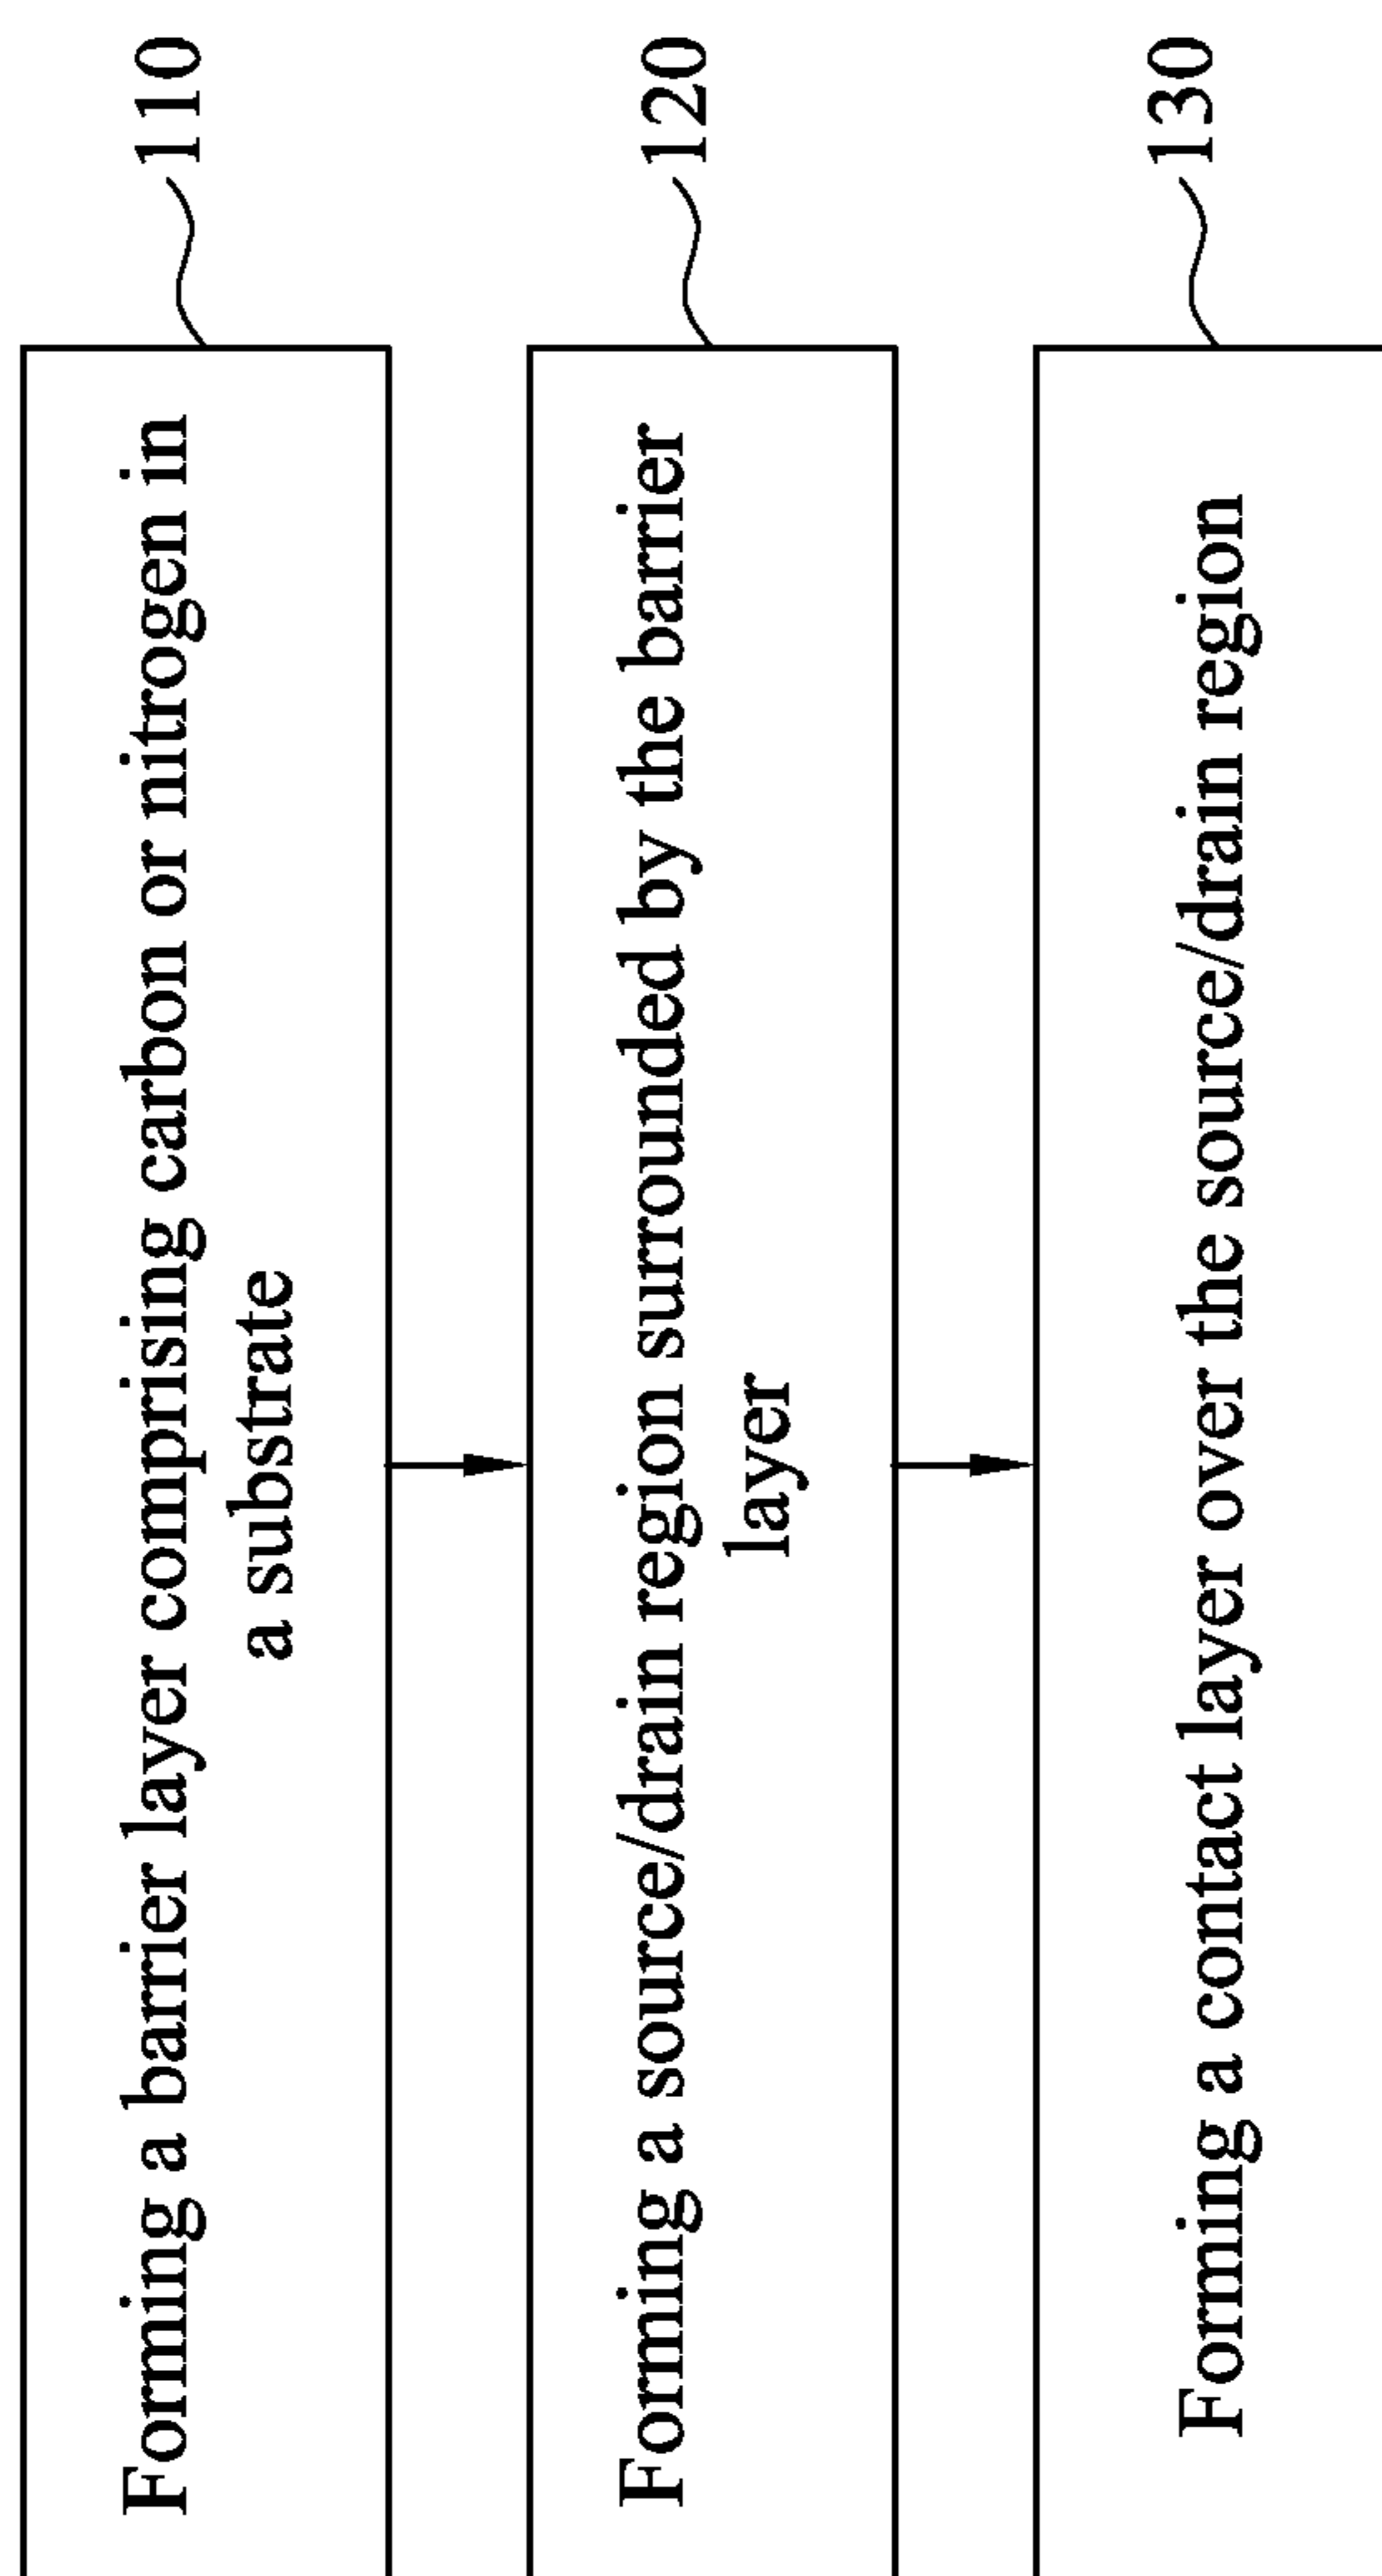 Forming a barrier layer comprising carbon or nitrogen in
a substrate
110
Forming a source/drain region surrounded by the barrier
layer
120
Forming a contact layer over the source/drain region
130